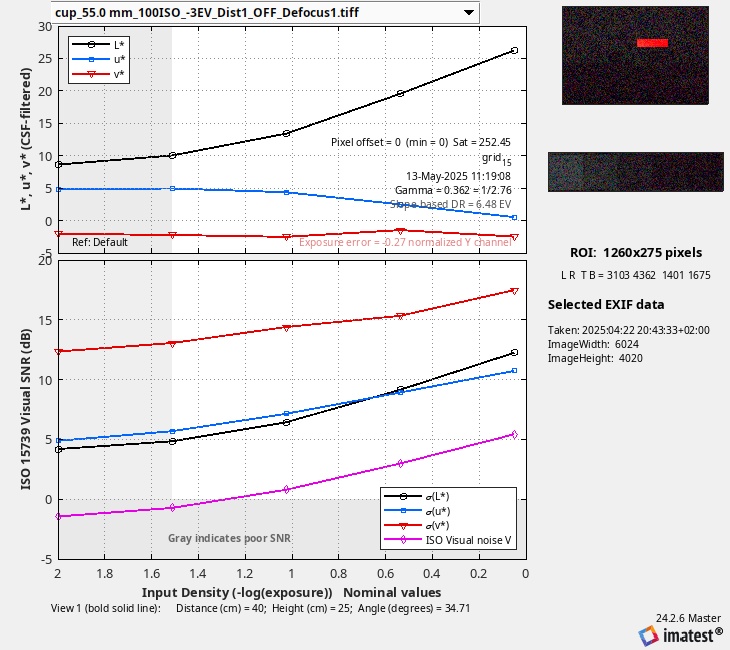 cup_55.0 mm_100ISO_-3EV_Dist1_OFF_Defocus1.tiff
30
25
20
15
10
5
0
-5
L*, u*, v* (CSF-filtered)
L*
u*
v*
Pixel offset = 0 (min = 0) Sat = 252.45
grid15
13-May-2025 11:19:08
Gamma = 0.362 = 1/2.76
Slope based DR = 6.48 EV
Ref: Default
Exposure error = -0.27 normalized Y channel
20
15
10
5
0
-5
ISO 15739 Visual SNR (dB)
σ(L*)
σ(u*)
σ(v*)
ISO Visual noise V
Gray indicates poor SNR
2 1.8 1.6 1.4 1.2 1 0.8 0.6 0.4 0.2 0
Input Density (-log(exposure)) Nominal values
View 1 (bold solid line): Distance (cm) = 40; Height (cm) = 25; Angle (degrees) = 34.71
ROI: 1260x275 pixels
L R T B = 3103 4362 1401 1675
Selected EXIF data
Taken: 2025:04:22 20:43:33+02:00
ImageWidth: 6024
ImageHeight: 4020
24.2.6 Master
imatest®